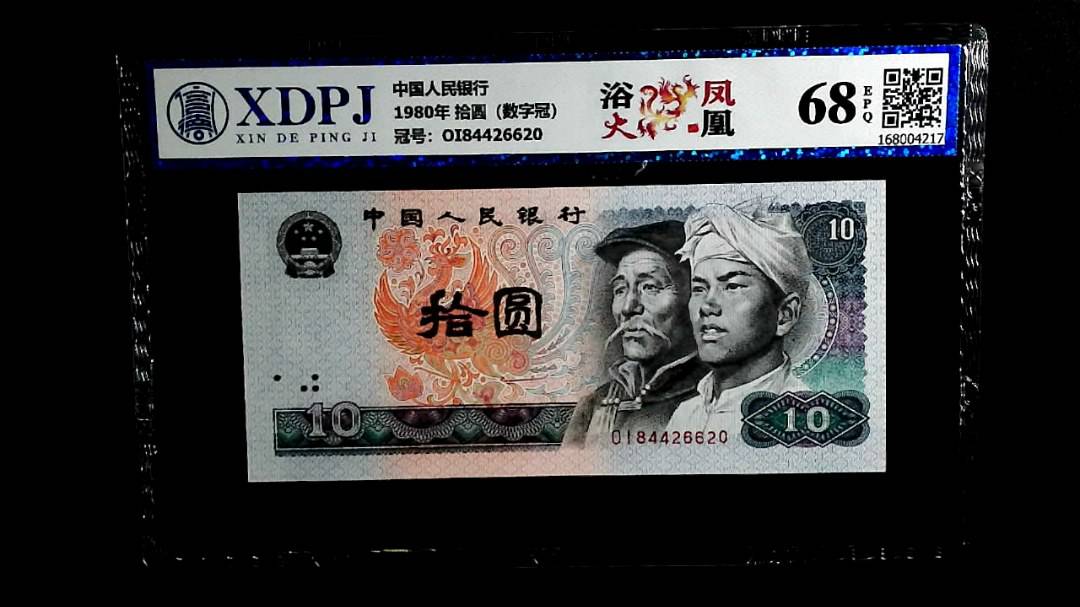 XDPJ
XIN DE PING JI
中国人民银行
1980年 拾圆（数字冠）
冠号：OI84426620
浴火
凤凰
68
EPQ
168004217
中国人民银行
10
拾圆
10
OI84426620
10